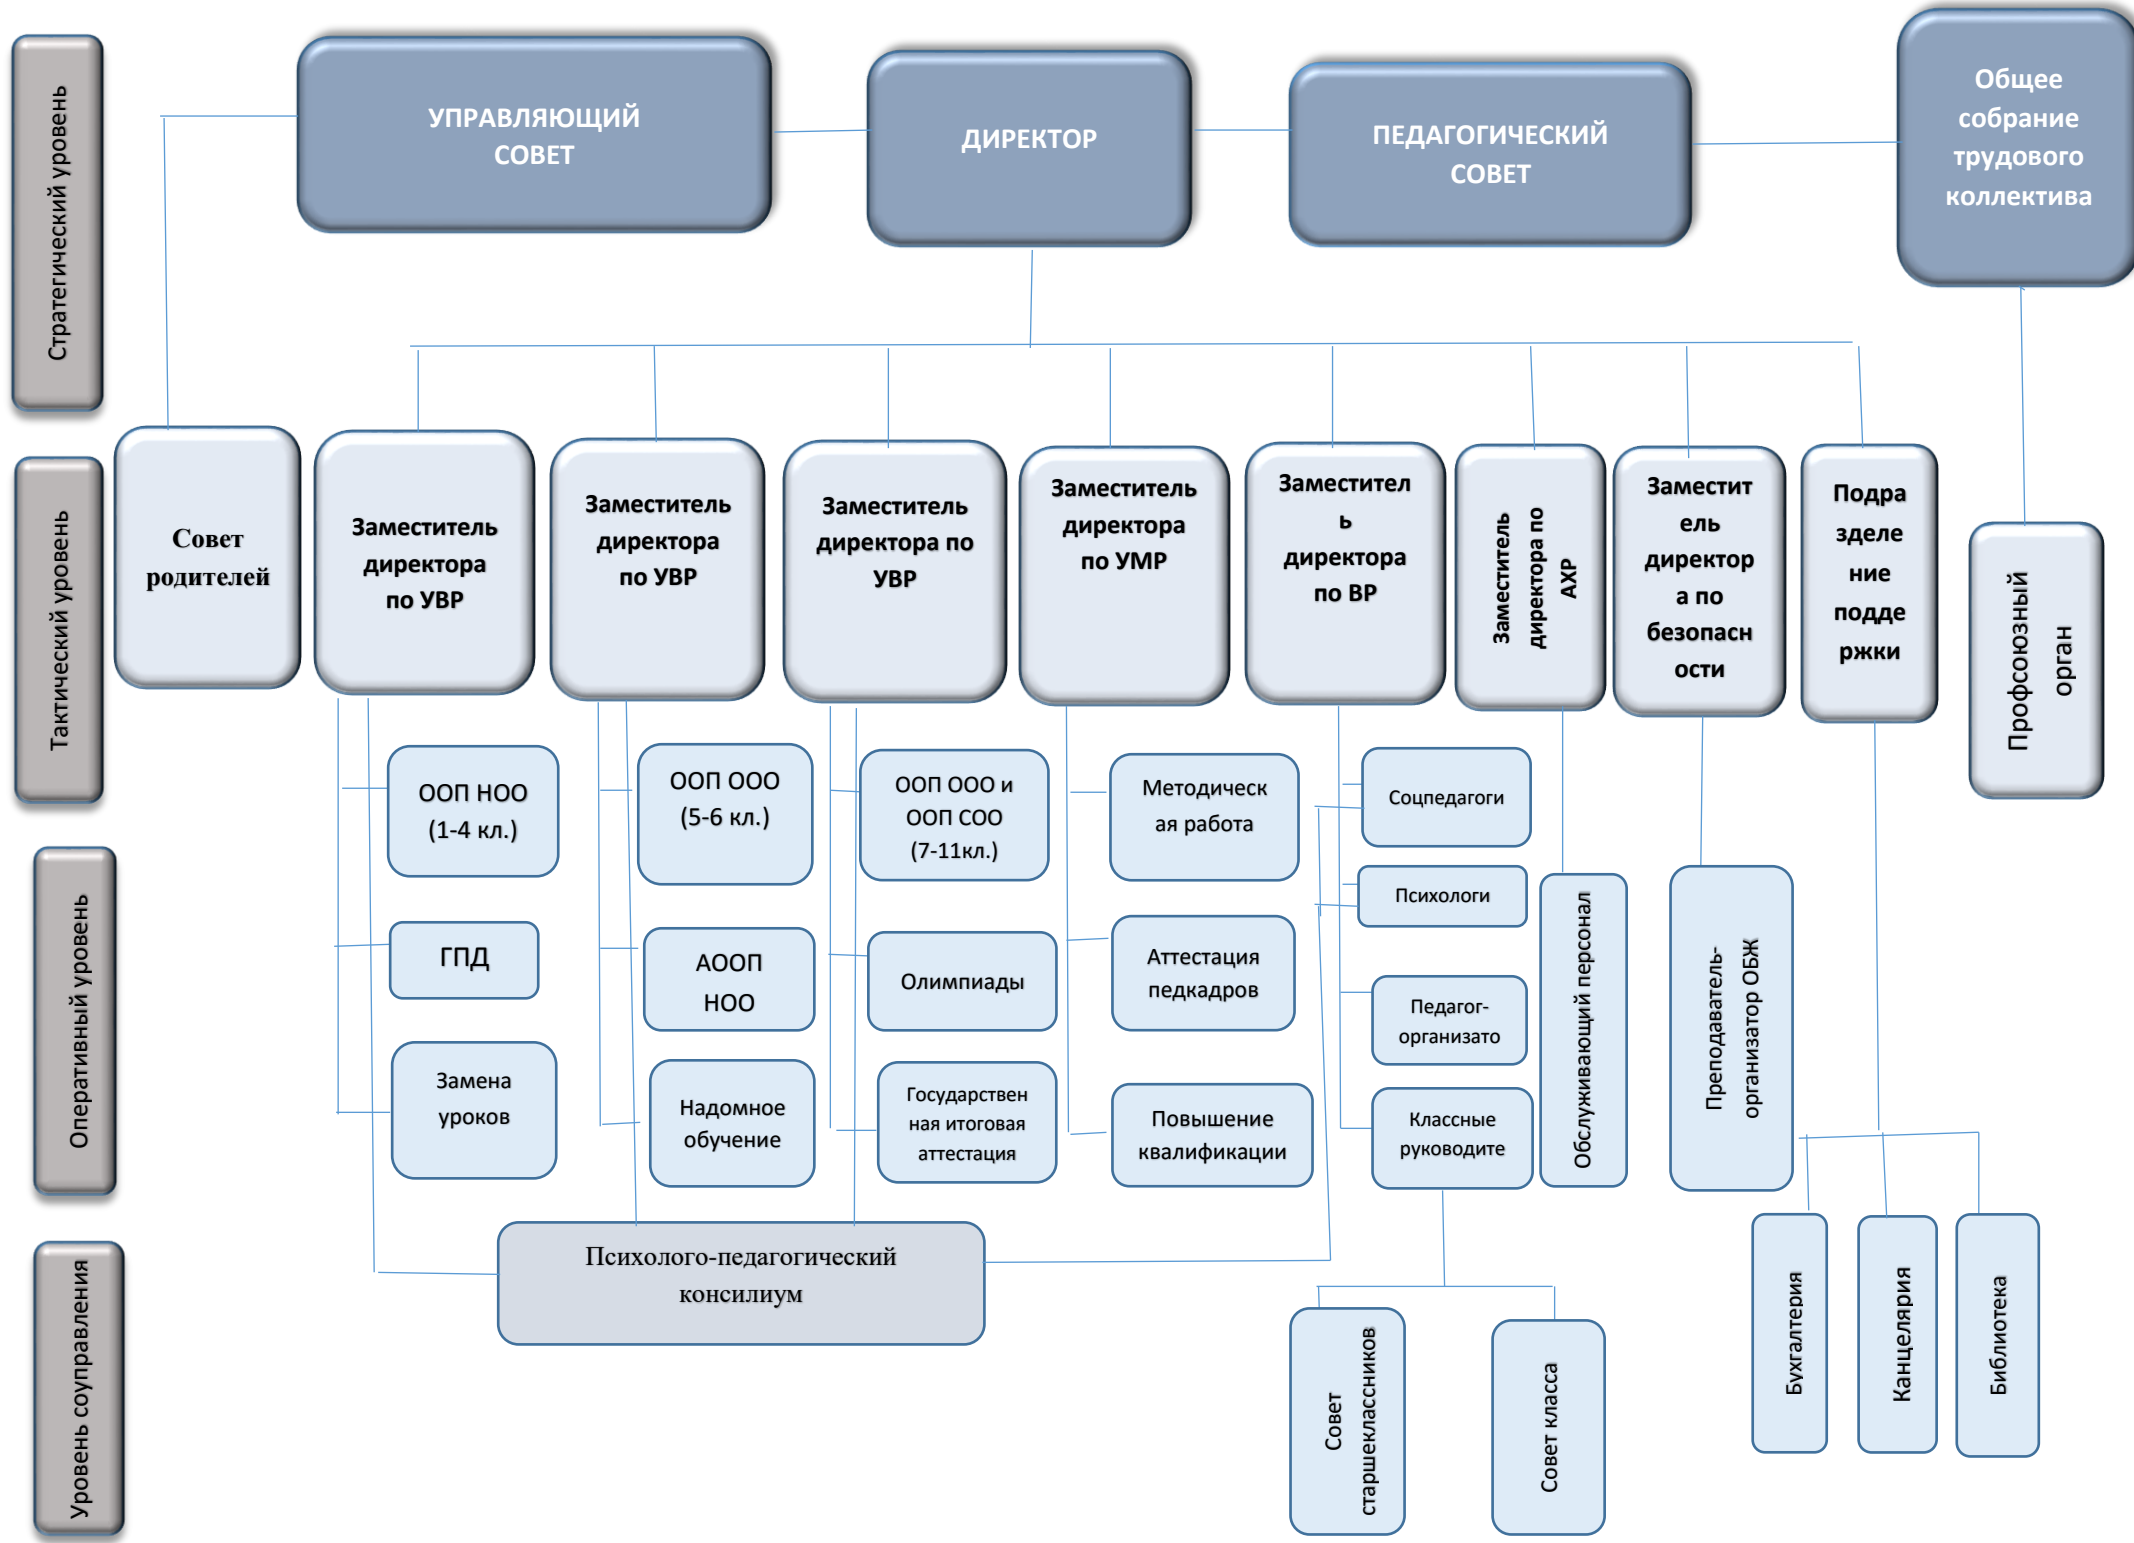 Стратегический уровень
УПРАВЛЯЮЩИЙ
СОВЕТ
ДИРЕКТОР
ПЕДАГОГИЧЕСКИЙ
СОВЕТ
Общее
собрание
трудового
коллектива
Тактический уровень
Совет
родителей
Заместитель
директора
по УВР
Заместитель
директора
по УВР
Заместитель
директора по
УВР
Заместитель
директора
по УМР
Заместител
ь
директора
по ВР
Заместитель
директора по
АХР
Заместит
ель
директор
а по
безопасн
ости
Подра
зделе
ние
подде
ржки
Профсоюзный
орган
ООП НОО
(1-4 кл.)
ООП ООО
(5-6 кл.)
ООП ООО и
ООП СОО
(7-11кл.)
Методическ
ая работа
Соцпедагоги
Оперативный уровень
ГПД
АООП
НОО
Олимпиады
Аттестация
педкадров
Психологи
Педагог-
организато
Обслуживающий персонал
Преподаватель-
организатор ОБЖ
Замена
уроков
Надомное
обучение
Государствен
ная итоговая
аттестация
Повышение
квалификации
Классные
руководите
Уровень соуправления
Психолого-педагогический
консилиум
Совет
старшеклассников
Совет класса
Бухгалтерия
Канцелярия
Библиотека